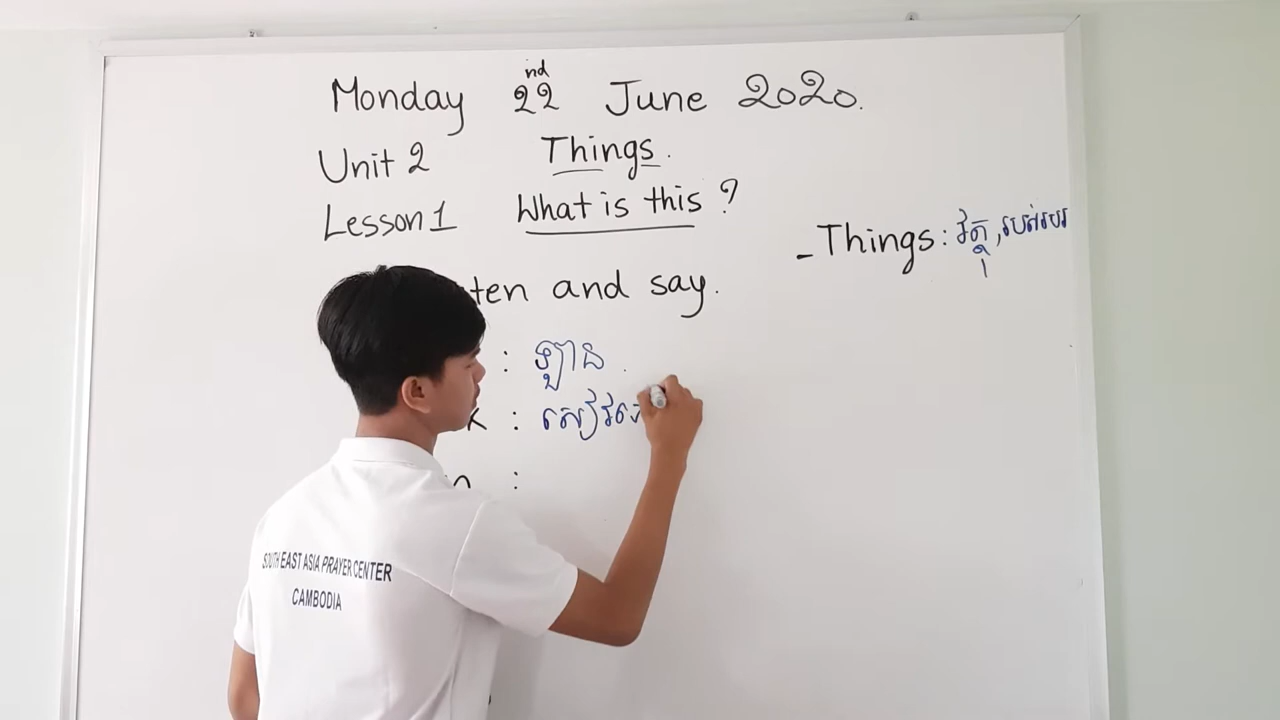 Monday 22nd June 2020.
Unit 2 Things.
Lesson 1 What is this ?
- Things : វត្ថុ , របស់របរ
ten and say.
: ឡាន .
: សៀវភៅ
:
SOUTH EAST ASIA PRAYER CENTER
CAMBODIA